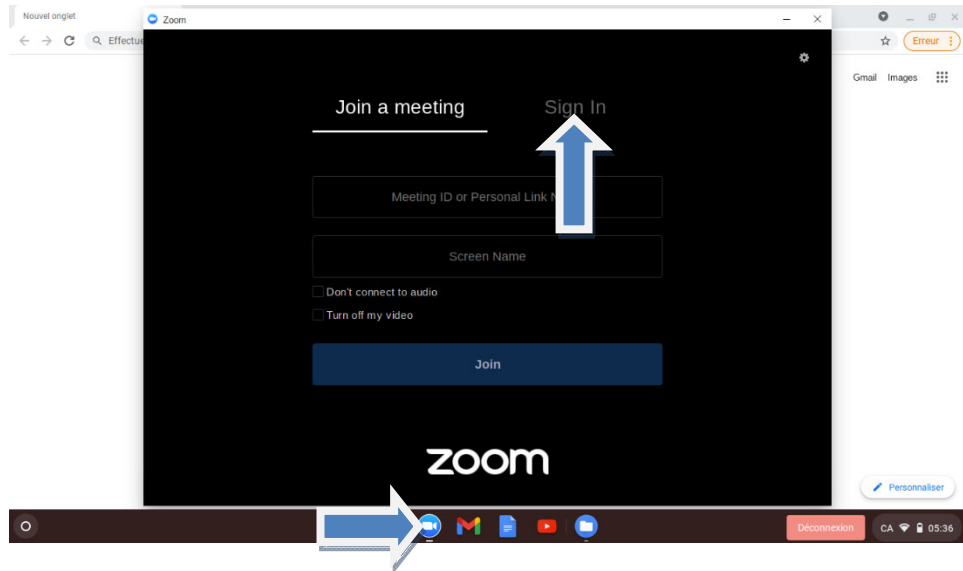 Nouvel onglet
Zoom
Effectue
Erreur
Gmail Images
Join a meeting
Sign In
Meeting ID or Personal Link N
Screen Name
Don't connect to audio
Turn off my video
Join
zoom
Personnaliser
Déconnexion
CA 05:36